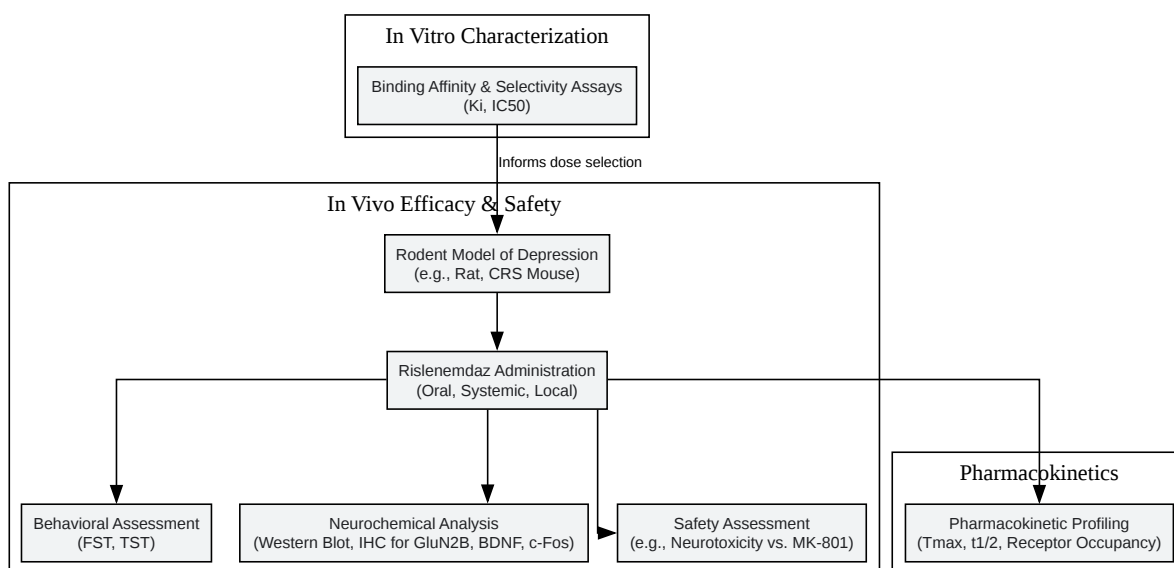 In Vitro Characterization
Binding Affinity & Selectivity Assays
(Ki, IC50)
Informs dose selection
In Vivo Efficacy & Safety
Rodent Model of Depression
(e.g., Rat, CRS Mouse)
Rislenemdaz Administration
(Oral, Systemic, Local)
Behavioral Assessment
(FST, TST)
Neurochemical Analysis
(Western Blot, IHC for GluN2B, BDNF, c-Fos)
Safety Assessment
(e.g., Neurotoxicity vs. MK-801)
Pharmacokinetics
Pharmacokinetic Profiling
(Tmax, t1/2, Receptor Occupancy)